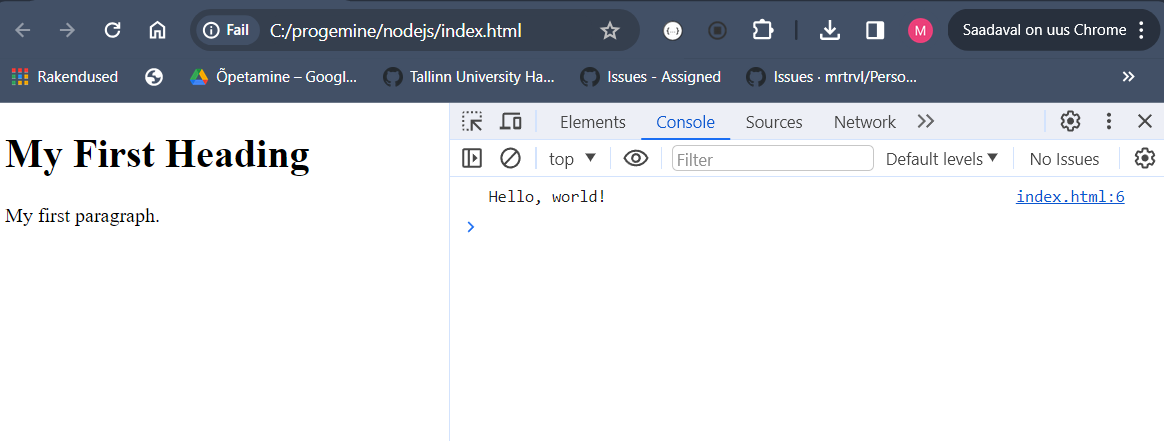 Fail C:/progemine/nodejs/index.html M Saadaval on uus Chrome
Rakendused Õpetamine – Googl... Tallinn University Ha... Issues - Assigned Issues · mrtrvl/Perso...
Elements Console Sources Network
top Filter Default levels No Issues
My First Heading
My first paragraph.
Hello, world! index.html:6